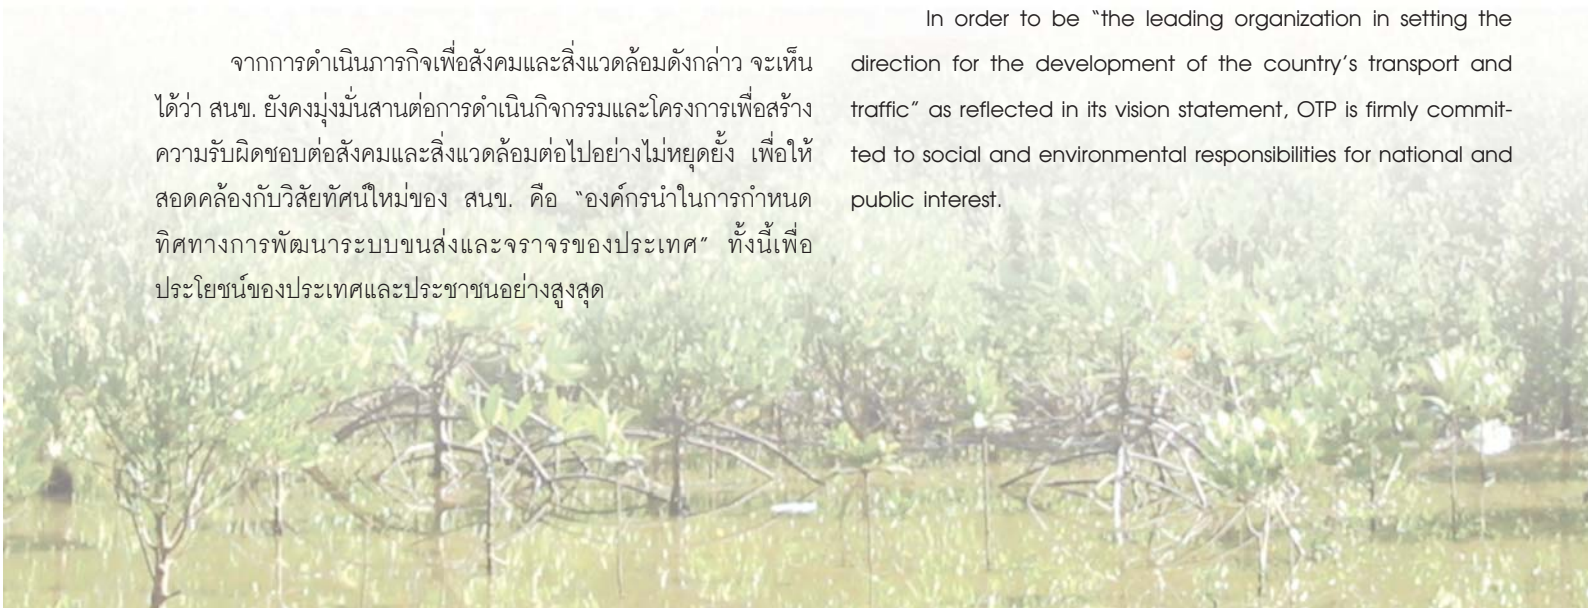 จากการดำเนินภารกิจเพื่อสังคมและสิ่งแวดล้อมดังกล่าว จะเห็น
ได้ว่า สนข. ยังคงมุ่งมั่นสานต่อการดำเนินกิจกรรมและโครงการเพื่อสร้าง
ความรับผิดชอบต่อสังคมและสิ่งแวดล้อมต่อไปอย่างไม่หยุดยั้ง เพื่อให้
สอดคล้องกับวิสัยทัศน์ใหม่ของ สนข. คือ “องค์กรนำในการกำหนด
ทิศทางการพัฒนาระบบขนส่งและจราจรของประเทศ” ทั้งนี้เพื่อ
ประโยชน์ของประเทศและประชาชนอย่างสูงสุด
In order to be “the leading organization in setting the
direction for the development of the country’s transport and
traffic” as reflected in its vision statement, OTP is firmly commit-
ted to social and environmental responsibilities for national and
public interest.